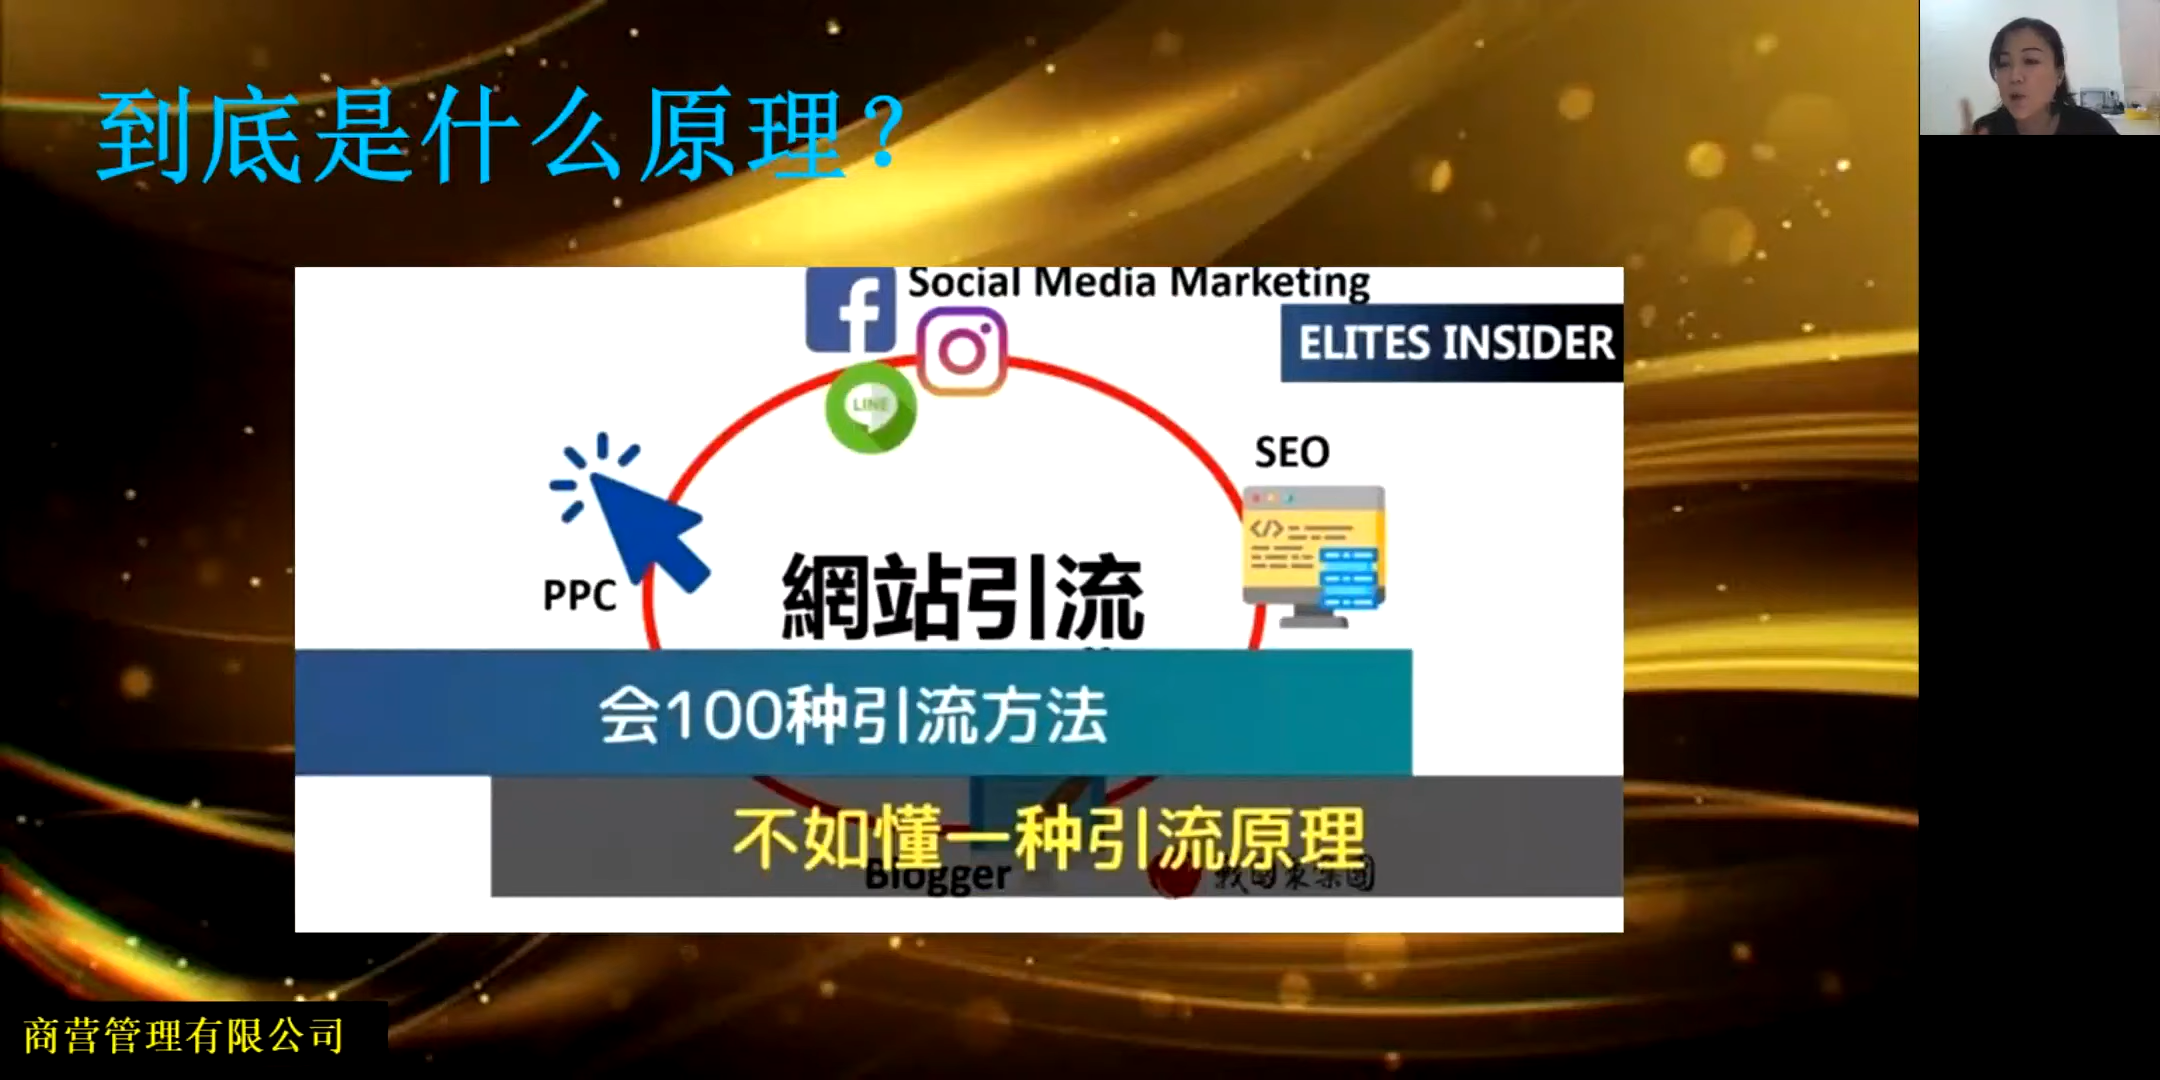 到底是什么原理?
Social Media Marketing
ELITES INSIDER
LINE
SEO
PPC
網站引流
会100种引流方法
不如懂一种引流原理
Blogger
商营管理有限公司